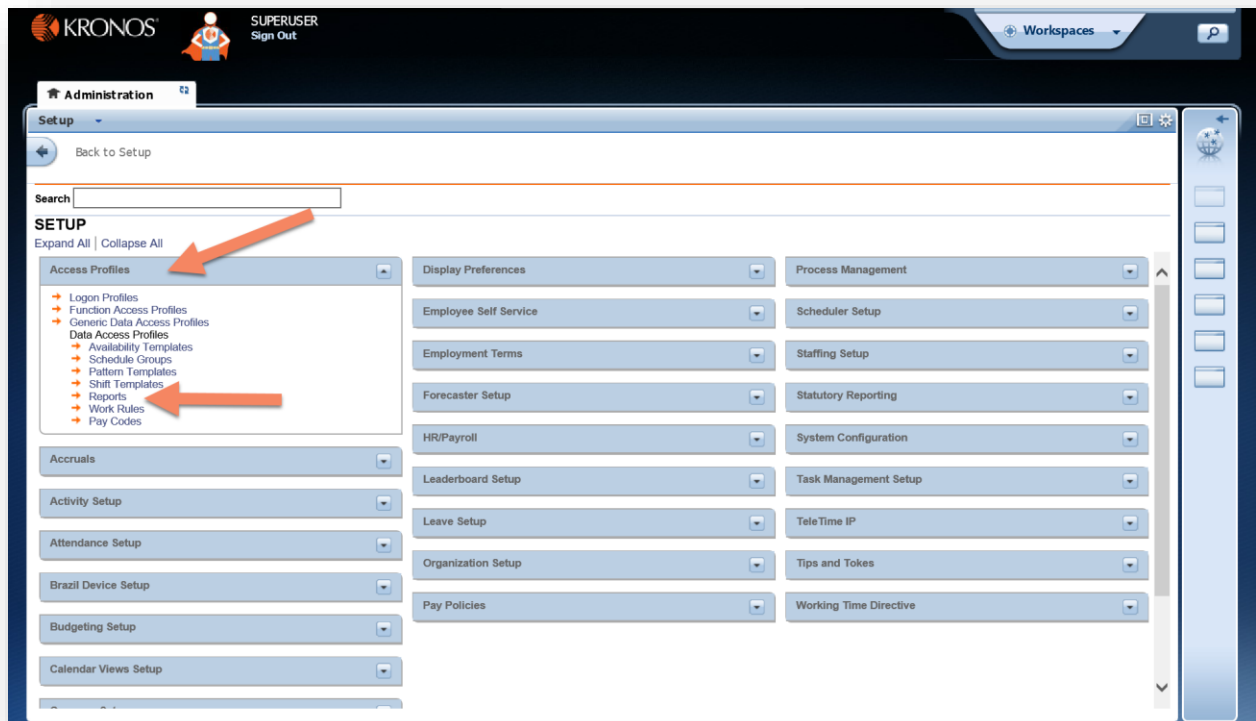 KRONOS
SUPERUSER
Sign Out
Workspaces
Administration
Setup
Back to Setup
Search
SETUP
Expand All | Collapse All
Access Profiles
Logon Profiles
Function Access Profiles
Generic Data Access Profiles
Data Access Profiles
Availability Templates
Schedule Groups
Pattern Templates
Shift Templates
Reports
Work Rules
Pay Codes
Accruals
Activity Setup
Attendance Setup
Brazil Device Setup
Budgeting Setup
Calendar Views Setup
Display Preferences
Employee Self Service
Employment Terms
Forecaster Setup
HR/Payroll
Leaderboard Setup
Leave Setup
Organization Setup
Pay Policies
Process Management
Scheduler Setup
Staffing Setup
Statutory Reporting
System Configuration
Task Management Setup
TeleTime IP
Tips and Tokes
Working Time Directive